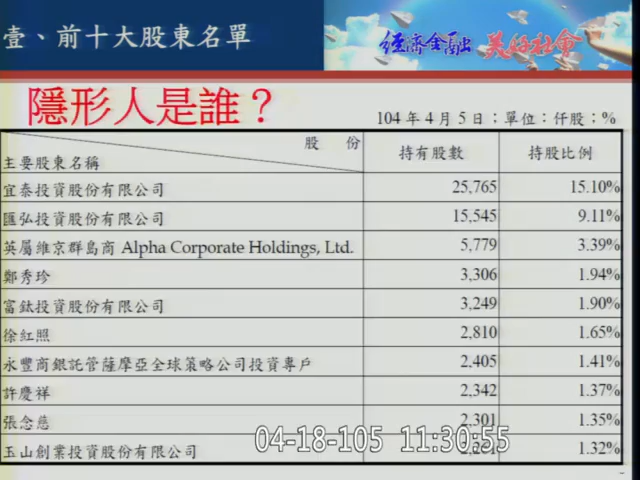 壹、前十大股東名單
經濟金融 美好社會
隱形人是誰？
104 年 4 月 5 日；單位：仟股；%
股 份
主要股東名稱
持有股數
持股比例
宜泰投資股份有限公司 25,765 15.10%
匯弘投資股份有限公司 15,545 9.11%
英屬維京群島商 Alpha Corporate Holdings, Ltd. 5,779 3.39%
鄭秀珍 3,306 1.94%
富鈦投資股份有限公司 3,249 1.90%
徐紅照 2,810 1.65%
永豐商銀託管薩摩亞全球策略公司投資專戶 2,405 1.41%
許慶祥 2,342 1.37%
張念慈 2,301 1.35%
玉山創業投資股份有限公司 1.32%
04-18-105 11:30:55